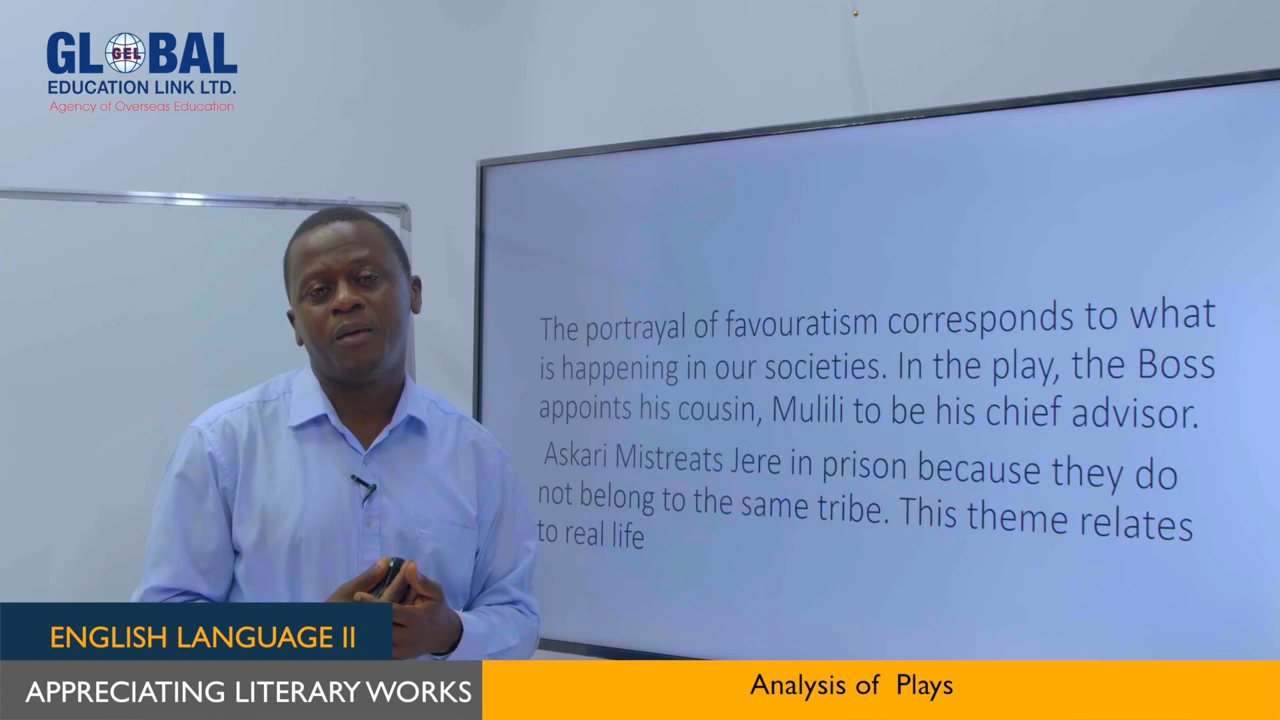 GLOBAL
GEL
EDUCATION LINK LTD.
Agency of Overseas Education
The portrayal of favouratism corresponds to what
is happening in our societies. In the play, the Boss
appoints his cousin, Mulili to be his chief advisor.
Askari Mistreats Jere in prison because they do
not belong to the same tribe. This theme relates
to real life
ENGLISH LANGUAGE II
APPRECIATING LITERARY WORKS
Analysis of Plays